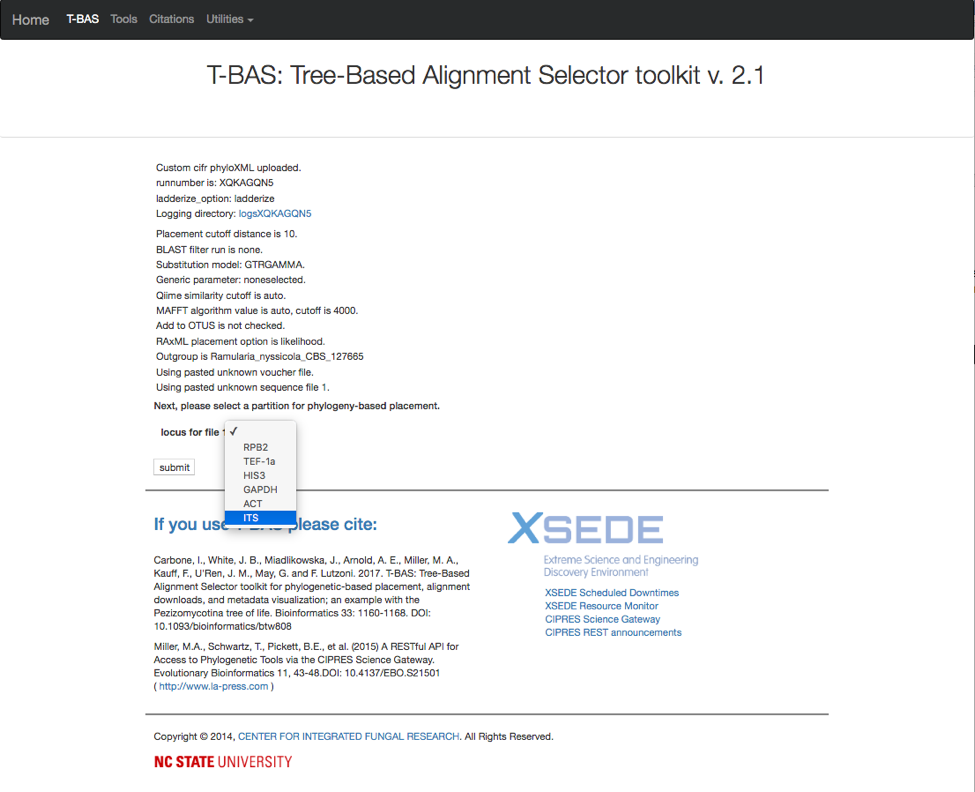 Home T-BAS Tools Citations Utilities
T-BAS: Tree-Based Alignment Selector toolkit v. 2.1
Custom cifr phyloXML uploaded.
runnumber is: XQKAGQN5
ladderize_option: ladderize
Logging directory: logsXQKAGQN5
Placement cutoff distance is 10.
BLAST filter run is none.
Substitution model: GTRGAMMA.
Generic parameter: noneselected.
Qiime similarity cutoff is auto.
MAFFT algorithm value is auto, cutoff is 4000.
Add to OTUS is not checked.
RAxML placement option is likelihood.
Outgroup is Ramularia_nyssicola_CBS_127665
Using pasted unknown voucher file.
Using pasted unknown sequence file 1.
Next, please select a partition for phylogeny-based placement.
locus for file 1 ✓
RPB2
TEF-1a
HIS3
GAPDH
ACT
ITS
submit
If you use T-BAS please cite:
Carbone, I., White, J. B., Miadlikowska, J., Arnold, A. E., Miller, M. A.,
Kauff, F., U'Ren, J. M., May, G. and F. Lutzoni. 2017. T-BAS: Tree-Based
Alignment Selector toolkit for phylogenetic-based placement, alignment
downloads, and metadata visualization; an example with the
Pezizomycotina tree of life. Bioinformatics 33: 1160-1168. DOI:
10.1093/bioinformatics/btw808
Miller, M.A., Schwartz, T., Pickett, B.E., et al. (2015) A RESTful API for
Access to Phylogenetic Tools via the CIPRES Science Gateway.
Evolutionary Bioinformatics 11, 43-48.DOI: 10.4137/EBO.S21501
( http://www.la-press.com )
XSEDE
Extreme Science and Engineering
Discovery Environment
XSEDE Scheduled Downtimes
XSEDE Resource Monitor
CIPRES Science Gateway
CIPRES REST announcements
Copyright © 2014, CENTER FOR INTEGRATED FUNGAL RESEARCH. All Rights Reserved.
NC STATE UNIVERSITY